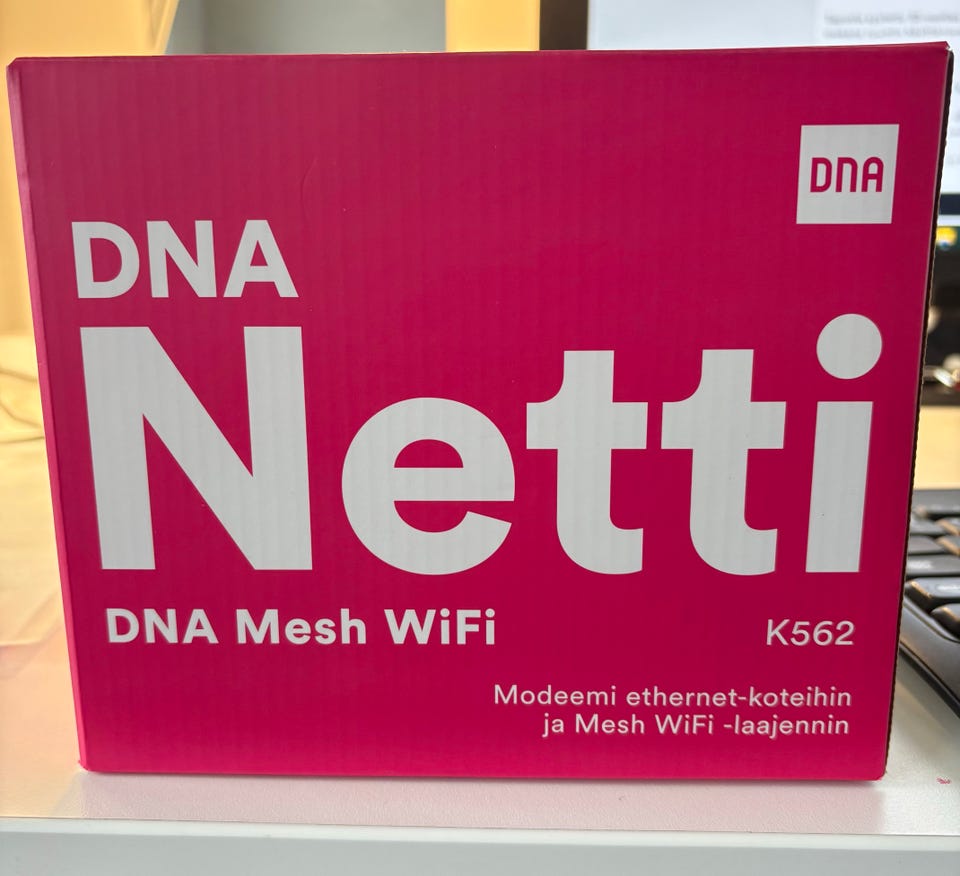 DNA
DNA
Netti
DNA Mesh WiFi
K562
Modeemi ethernet-koteihin
ja Mesh WiFi -laajennin